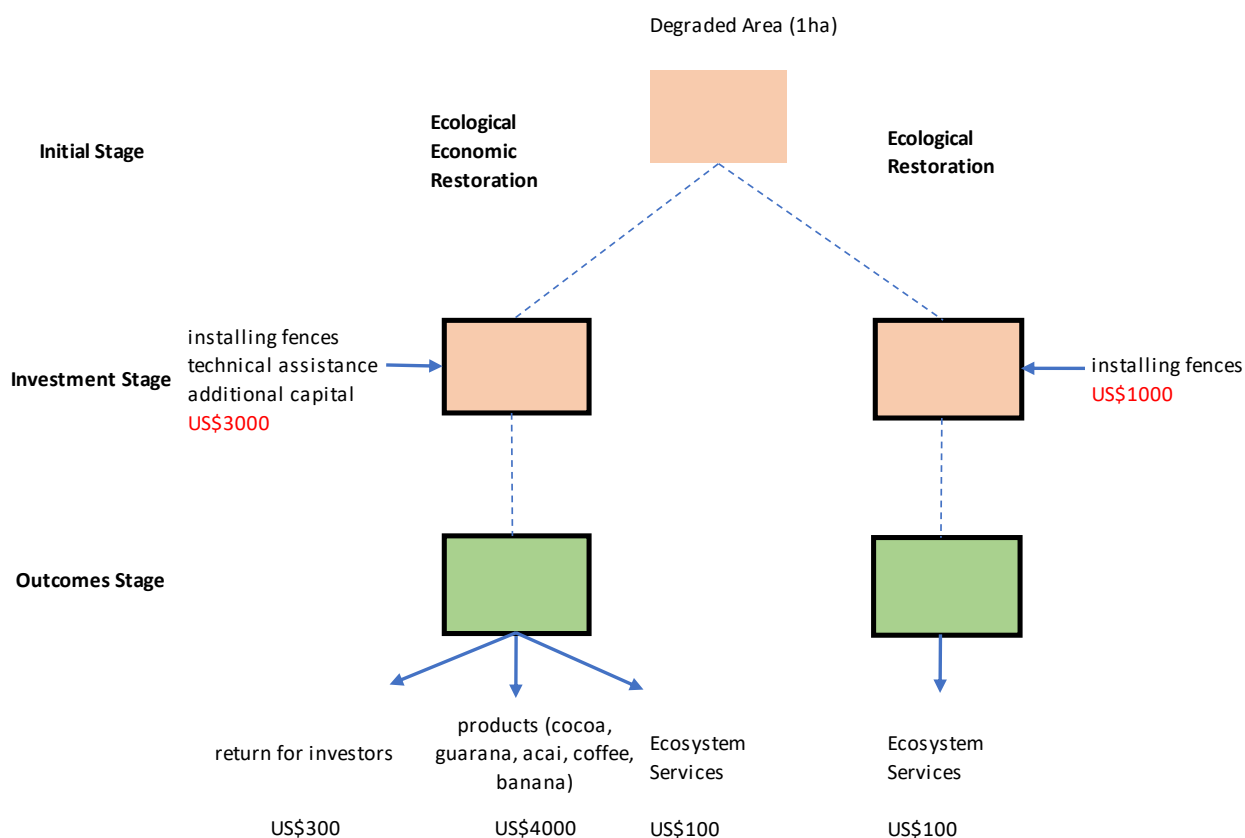 Degraded Area (1ha)
Initial Stage
Ecological
Economic
Restoration
Ecological
Restoration
Investment Stage
installing fences
technical assistance
additional capital
US$3000
installing fences
US$1000
Outcomes Stage
return for investors
products (cocoa,
guarana, acai, coffee,
banana)
Ecosystem
Services
Ecosystem
Services
US$300
US$4000
US$100
US$100